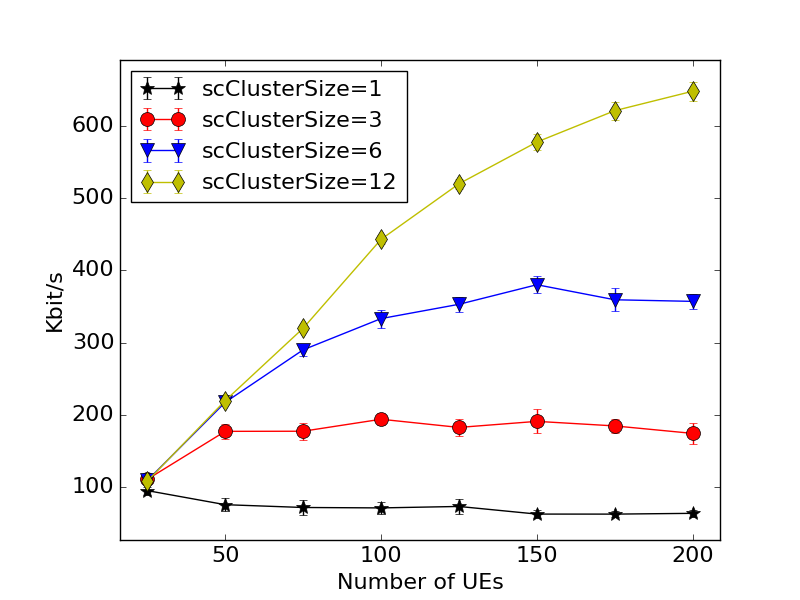 scClusterSize=1
scClusterSize=3
scClusterSize=6
scClusterSize=12
600
500
400
300
200
100
Kbit/s
50
100
150
200
Number of UEs